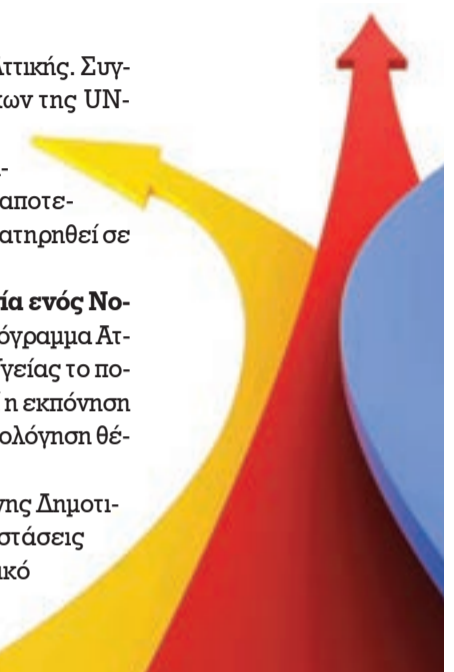 Αττικής. Συγ-
κων της UN-
αποτε-
ατηρηθεί σε
ία ενός Νο-
όγραμμα Ατ-
γείας το πο-
η εκπόνηση
ολόγηση θέ-
νης Δημοτι-
στάσεις
ικό